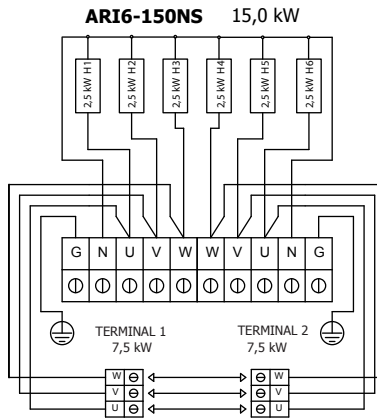 ARI6-150NS 15,0 kW
2,5 kW H1
2,5 kW H2
2,5 kW H3
2,5 kW H4
2,5 kW H5
2,5 kW H6
G N U V W W V U N G
TERMINAL 1
7,5 kW
TERMINAL 2
7,5 kW
W W
V V
U U